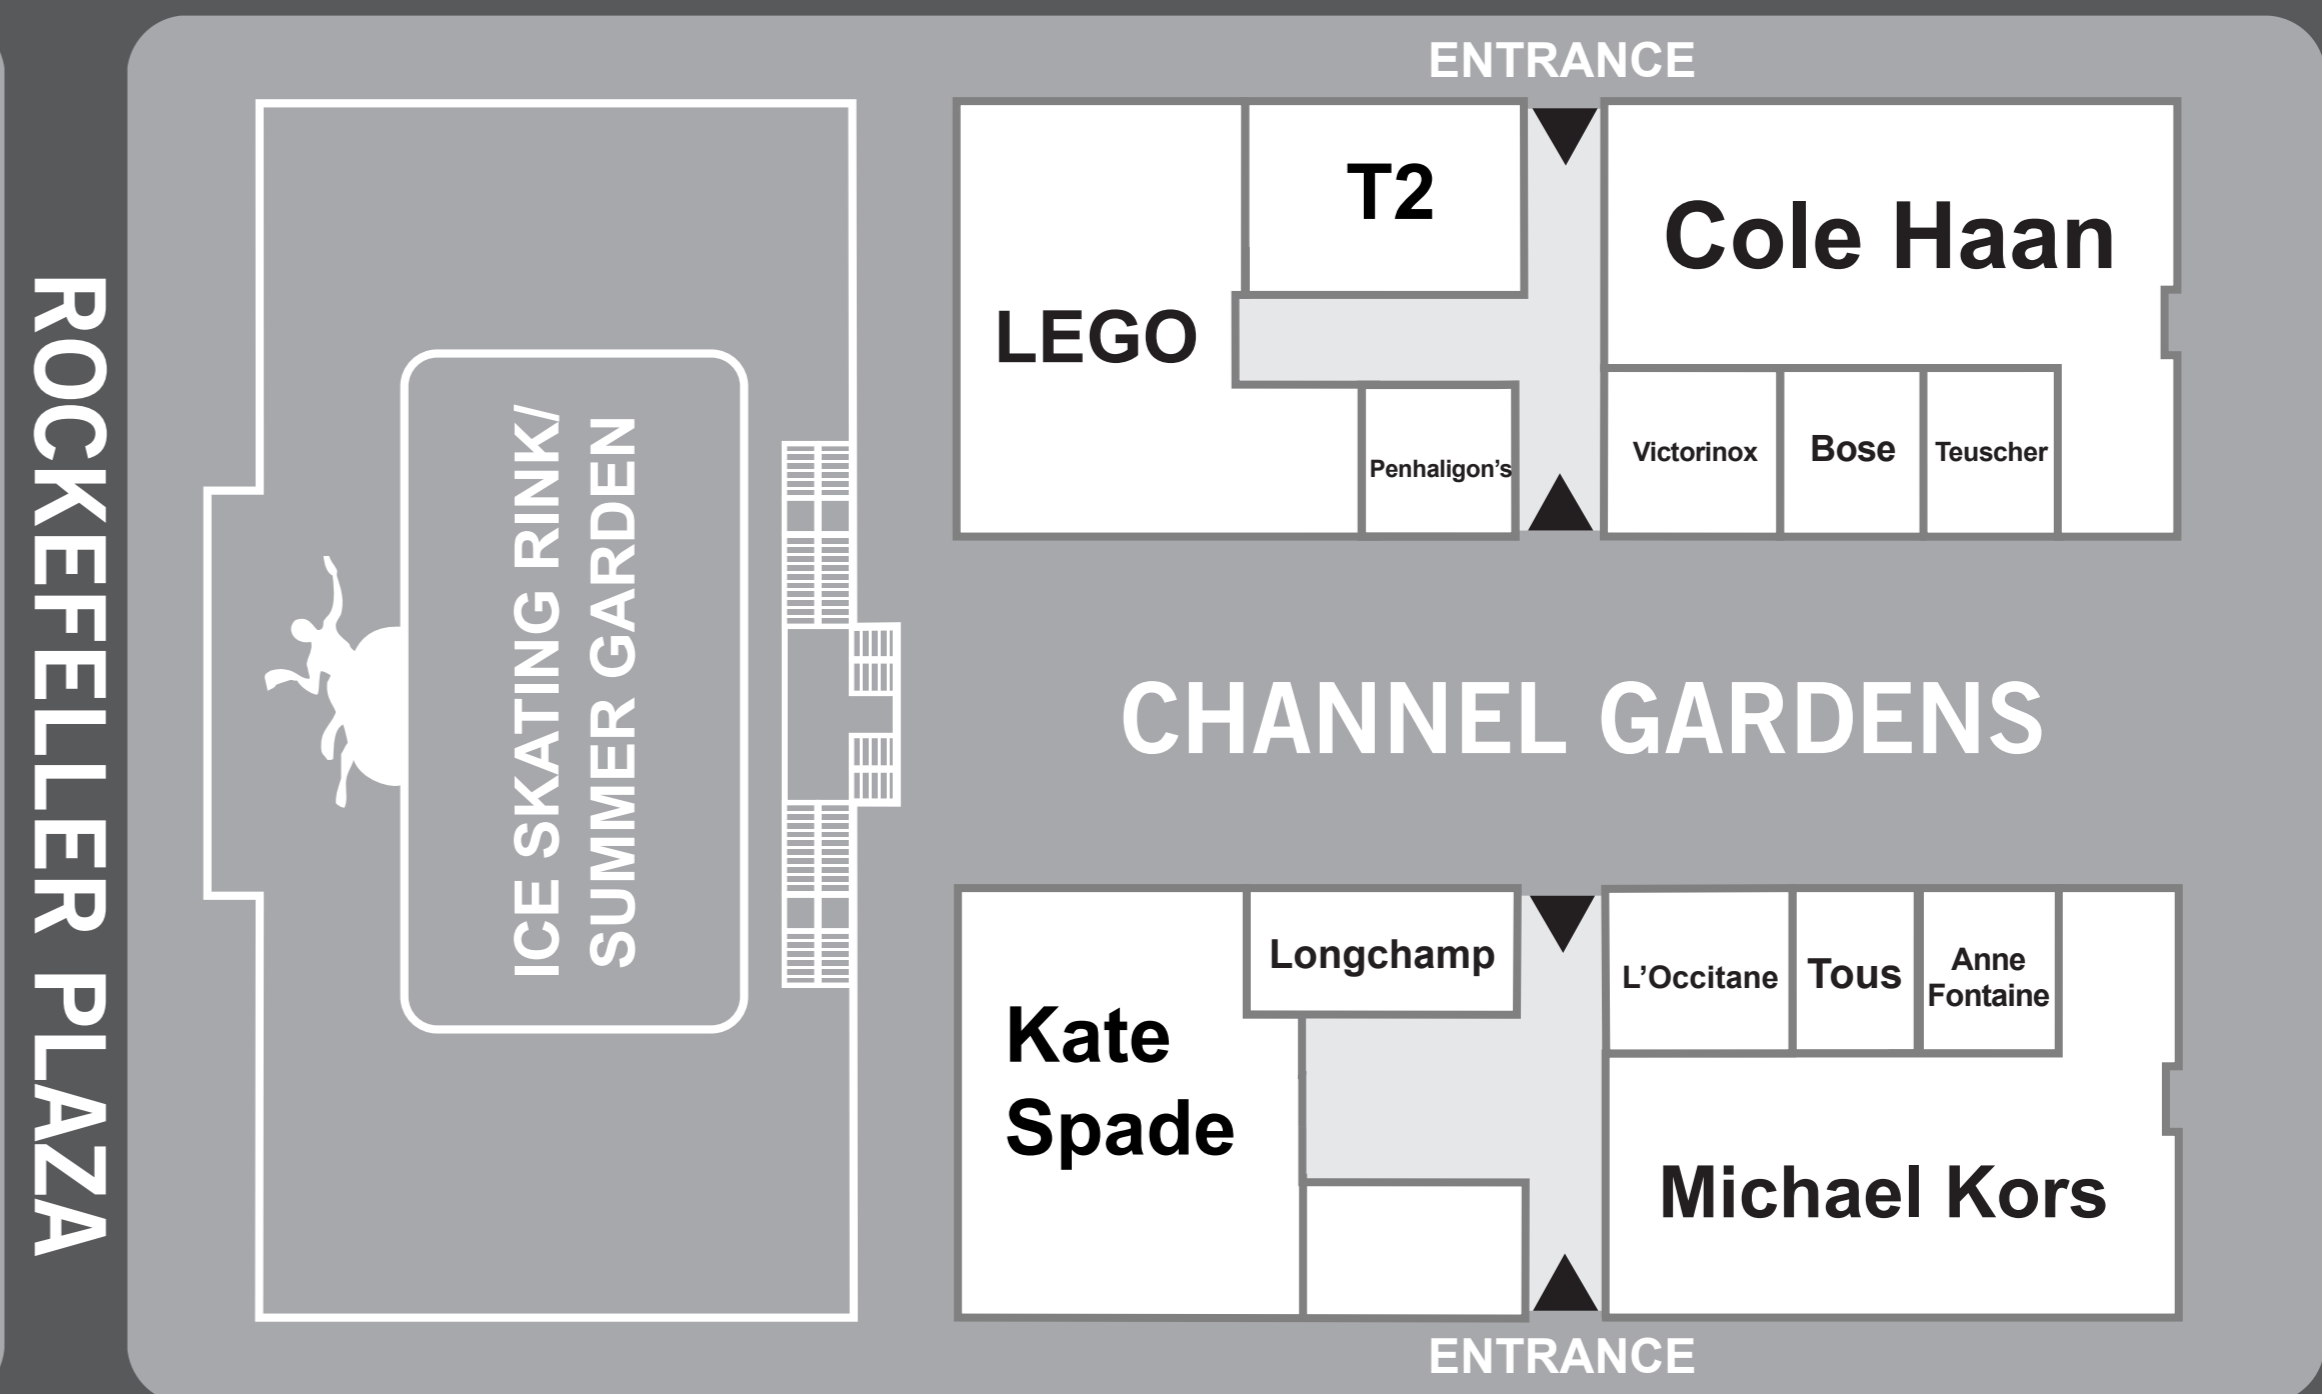 ROCKEFELLER PLAZA
ICE SKATING RINK/
SUMMER GARDEN
ENTRANCE
T2
LEGO
Penhaligon's
Cole Haan
Victorinox
Bose
Teuscher
CHANNEL GARDENS
Kate
Spade
Longchamp
L’Occitane
Tous
Anne
Fontaine
Michael Kors
ENTRANCE